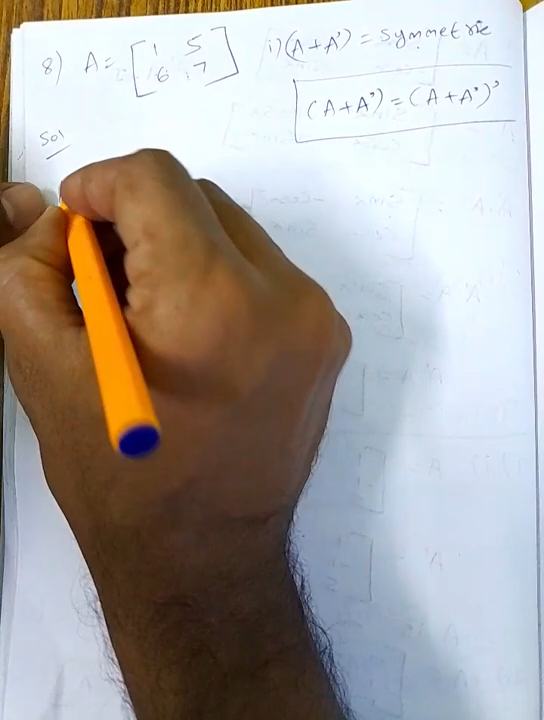 8) A = [ 1 5 i) (A+A') = symmetric
6 7 ]
(A+A') = (A+A')'
Sol